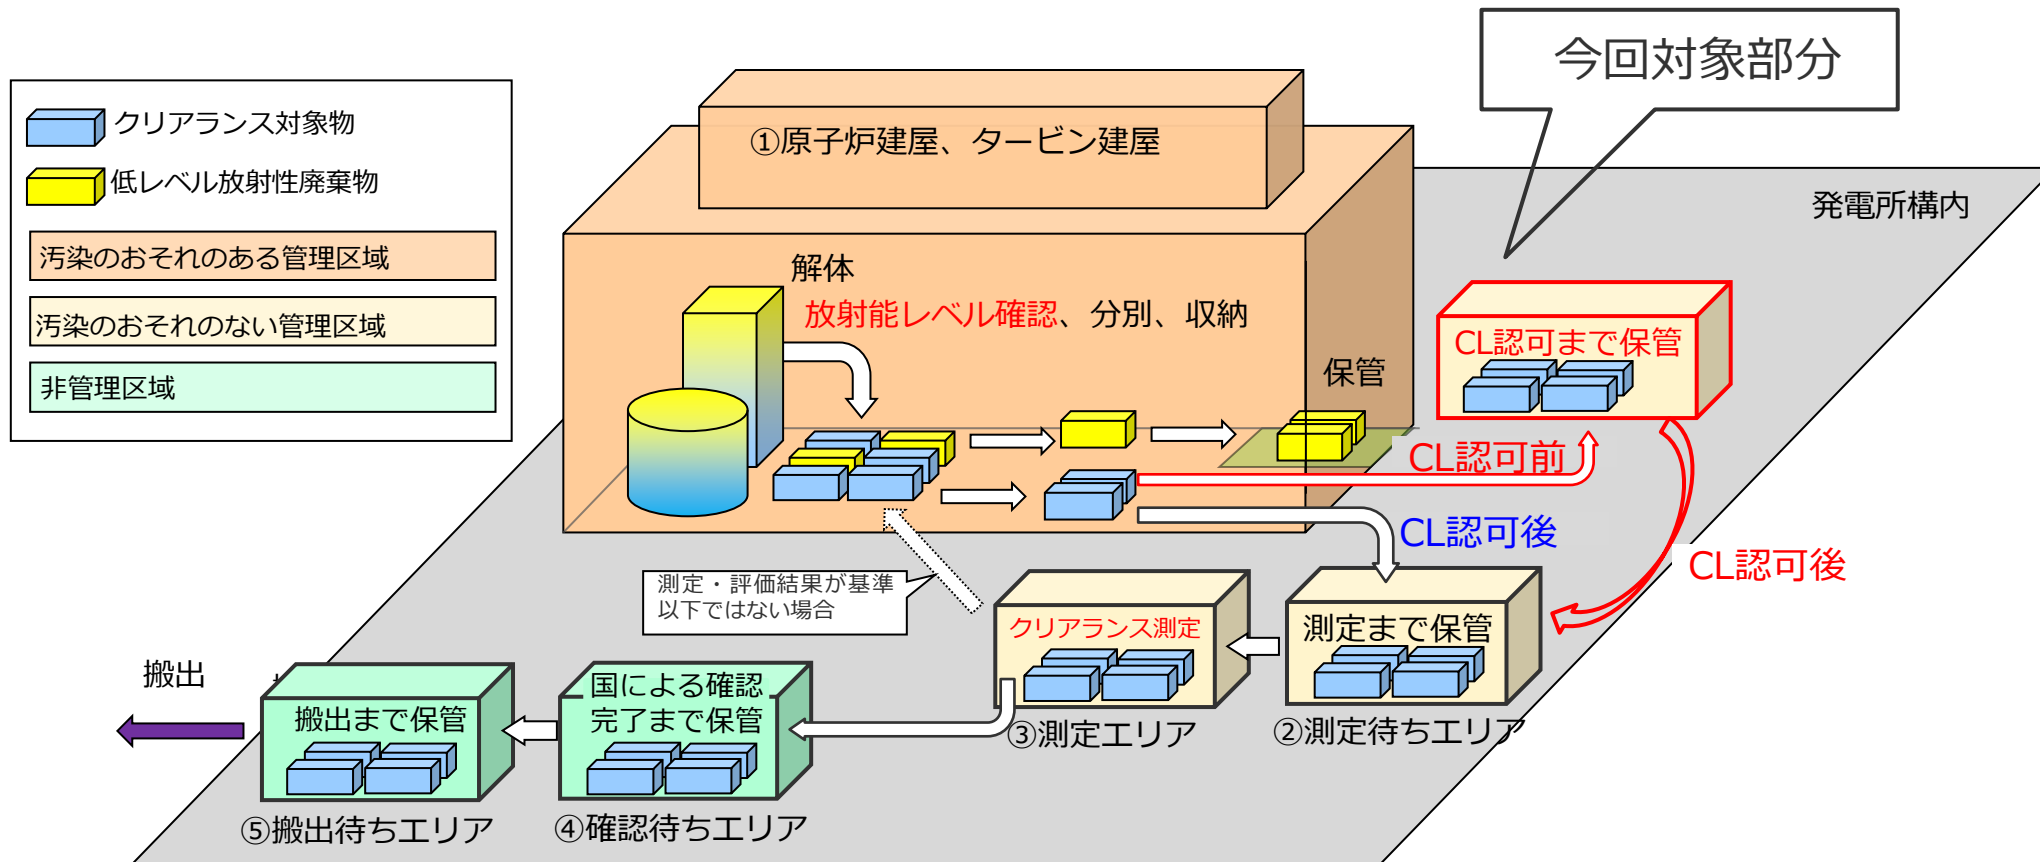 今回対象部分
クリアランス対象物
低レベル放射性廃棄物
汚染のおそれのある管理区域
汚染のおそれのない管理区域
非管理区域
①原子炉建屋、タービン建屋
発電所構内
解体
放射能レベル確認、分別、収納
保管
CL認可まで保管
CL認可前
CL認可後
CL認可後
測定・評価結果が基準
以下ではない場合
クリアランス測定
測定まで保管
③測定エリア
②測定待ちエリア
搬出
搬出まで保管
国による確認
完了まで保管
⑤搬出待ちエリア
④確認待ちエリア